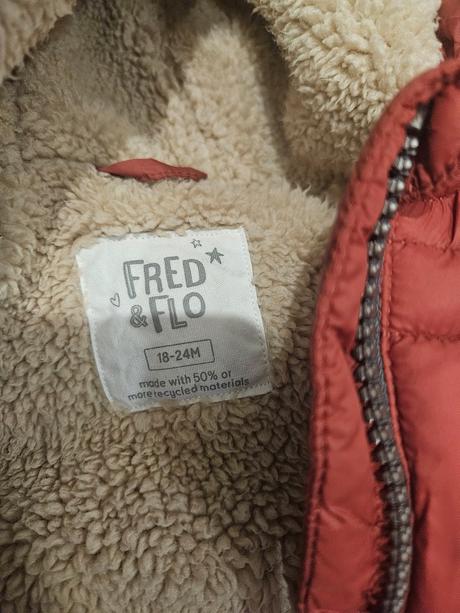 FRED
& FLO
18-24M
made with 50% or
more recycled materials